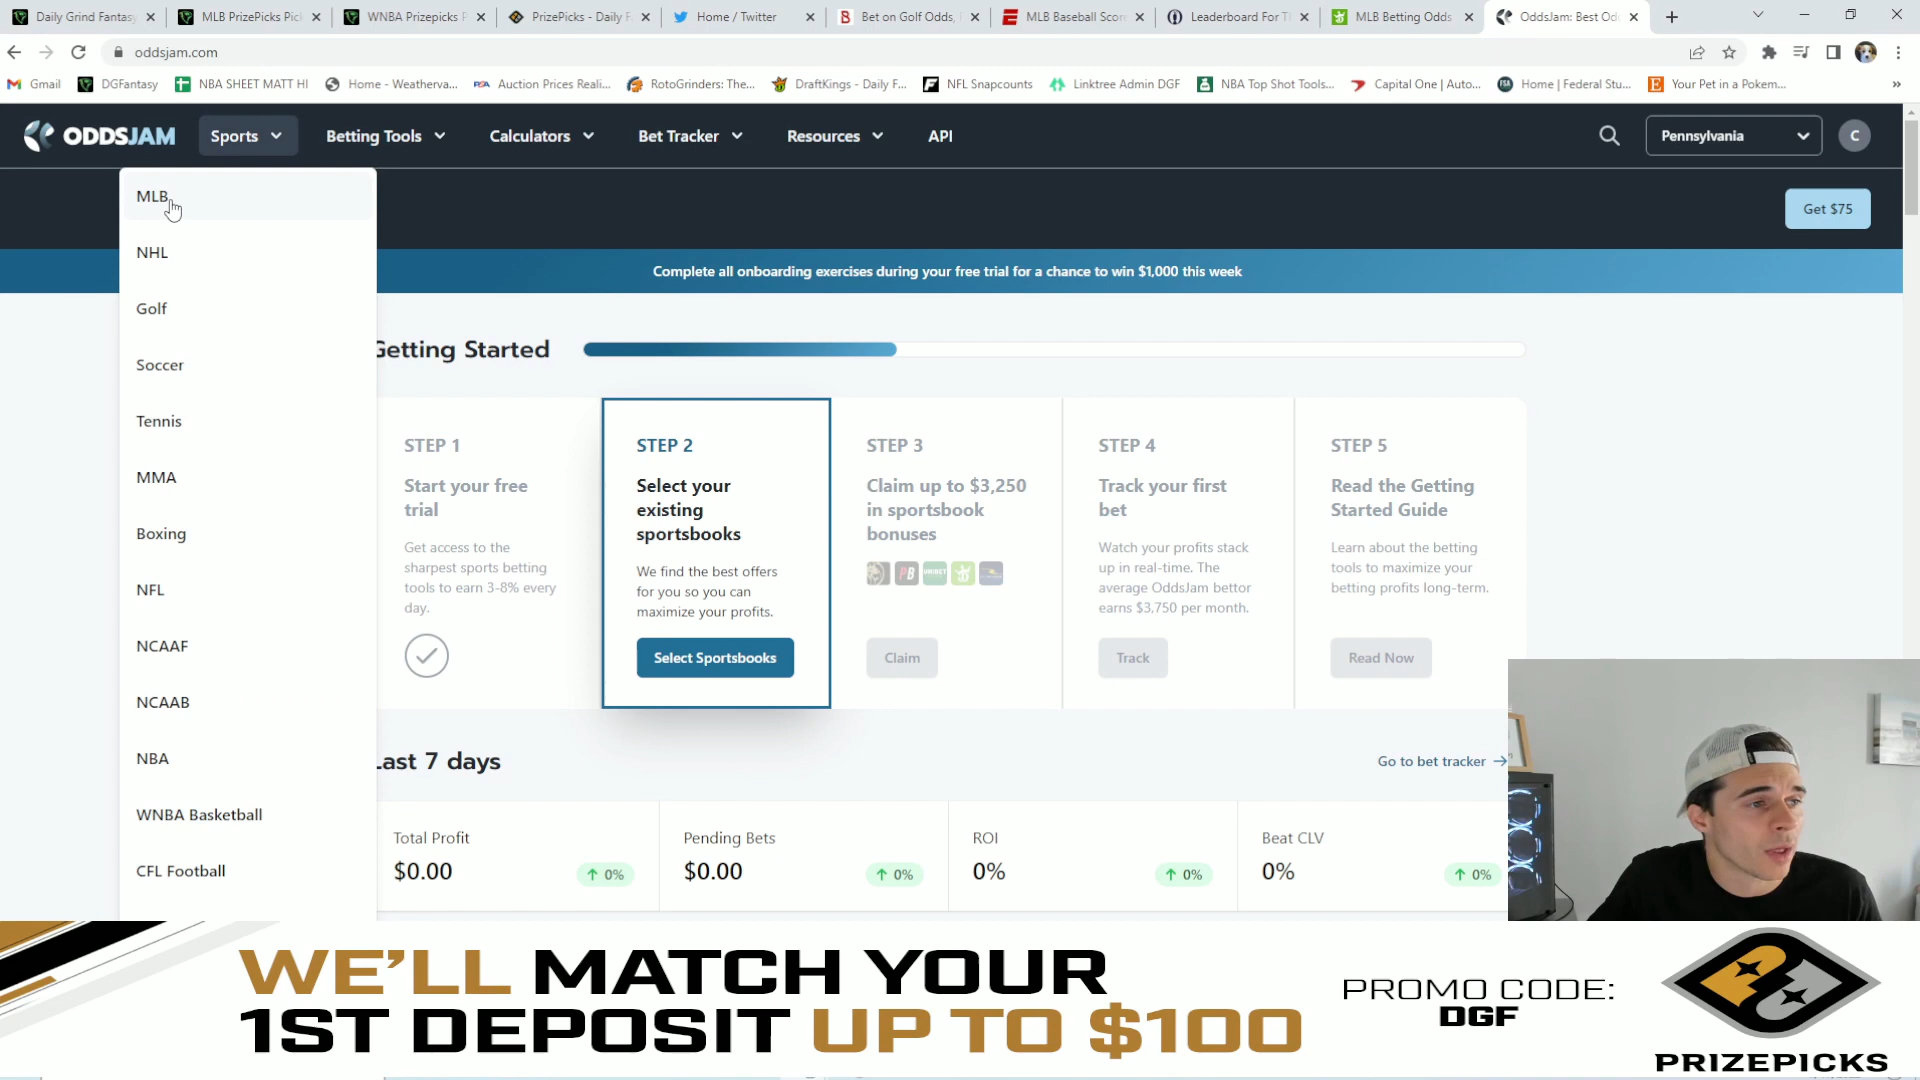 Daily Grind Fantasy
MLB PrizePicks Pic
WNBA Prizepicks P
PrizePicks - Daily F
Home / Twitter
Bet on Golf Odds,
MLB Baseball Scor
Leaderboard For T
MLB Betting Odds
OddsJam: Best Od
oddsjam.com
Gmail
DGFantasy
NBA SHEET MATT HI
Home - Weatherva...
Auction Prices Reali...
RotoGrinders: The...
DraftKings - Daily F...
NFL Snapcounts
Linktree Admin DGF
NBA Top Shot Tools...
Capital One | Auto...
Home | Federal Stu...
Your Pet in a Pokem...
ODDSJAM
Sports
Betting Tools
Calculators
Bet Tracker
Resources
API
Pennsylvania
C
Get $75
Complete all onboarding exercises during your free trial for a chance to win $1,000 this week
MLB
NHL
Golf
Soccer
Tennis
MMA
Boxing
NFL
NCAAF
NCAAB
NBA
WNBA Basketball
CFL Football
Getting Started
STEP 1
Start your free
trial
Get access to the
sharpest sports betting
tools to earn 3-8% every
day.
STEP 2
Select your
existing
sportsbooks
We find the best offers
for you so you can
maximize your profits.
Select Sportsbooks
STEP 3
Claim up to $3,250
in sportsbook
bonuses
Claim
STEP 4
Track your first
bet
Watch your profits stack
up in real-time. The
average OddsJam bettor
earns $3,750 per month.
Track
STEP 5
Read the Getting
Started Guide
Learn about the betting
tools to maximize your
betting profits long-term.
Read Now
Last 7 days
Go to bet tracker
Total Profit
$0.00
0%
Pending Bets
$0.00
0%
ROI
0%
0%
Beat CLV
0%
0%
WE'LL MATCH YOUR
1ST DEPOSIT UP TO $100
PROMO CODE:
DGF
PRIZEPICKS